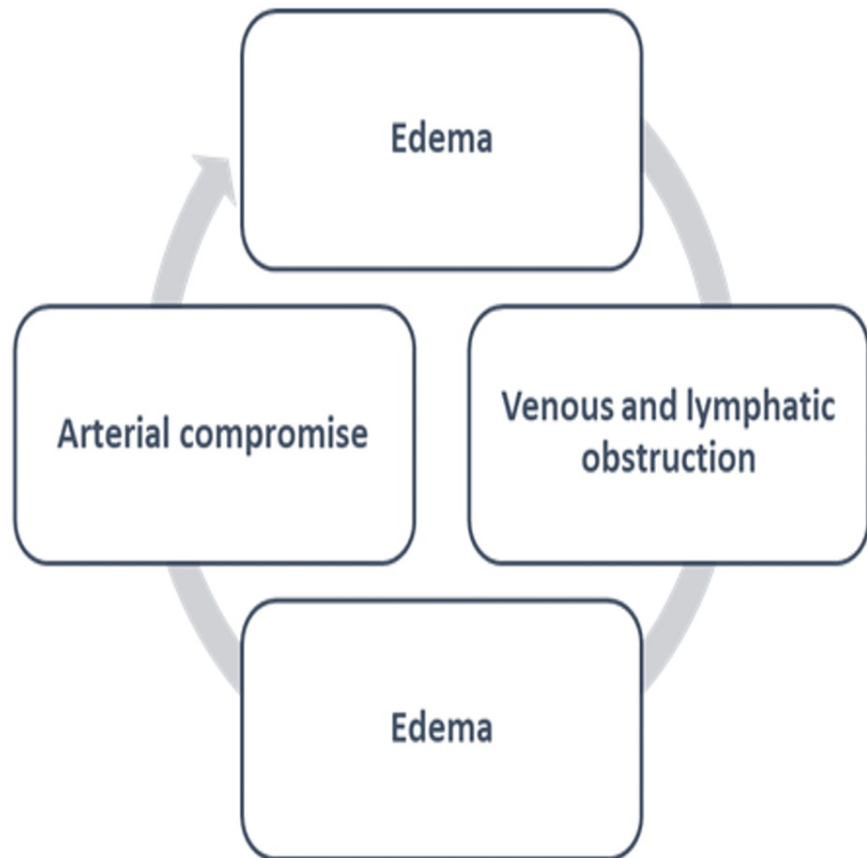 Edema
Arterial compromise
Venous and lymphatic
obstruction
Edema